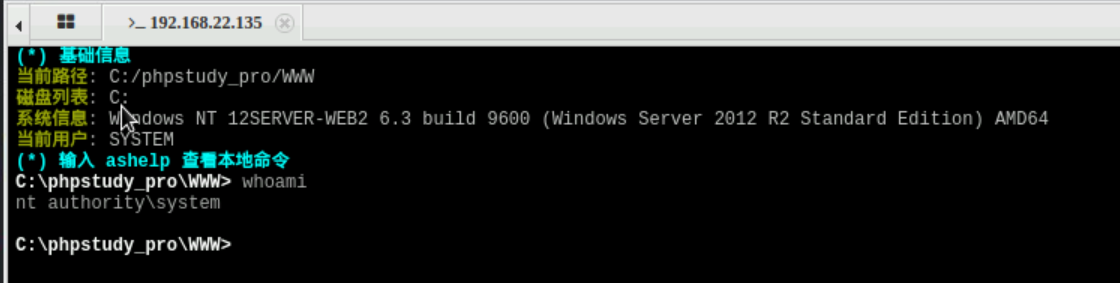 >_ 192.168.22.135
(*) 基础信息
当前路径: C:/phpstudy_pro/WWW
磁盘列表: C:
系统信息: Windows NT 12SERVER-WEB2 6.3 build 9600 (Windows Server 2012 R2 Standard Edition) AMD64
当前用户: SYSTEM
(*) 输入 ashelp 查看本地命令
C:\phpstudy_pro\WWW> whoami
nt authority\system
C:\phpstudy_pro\WWW>